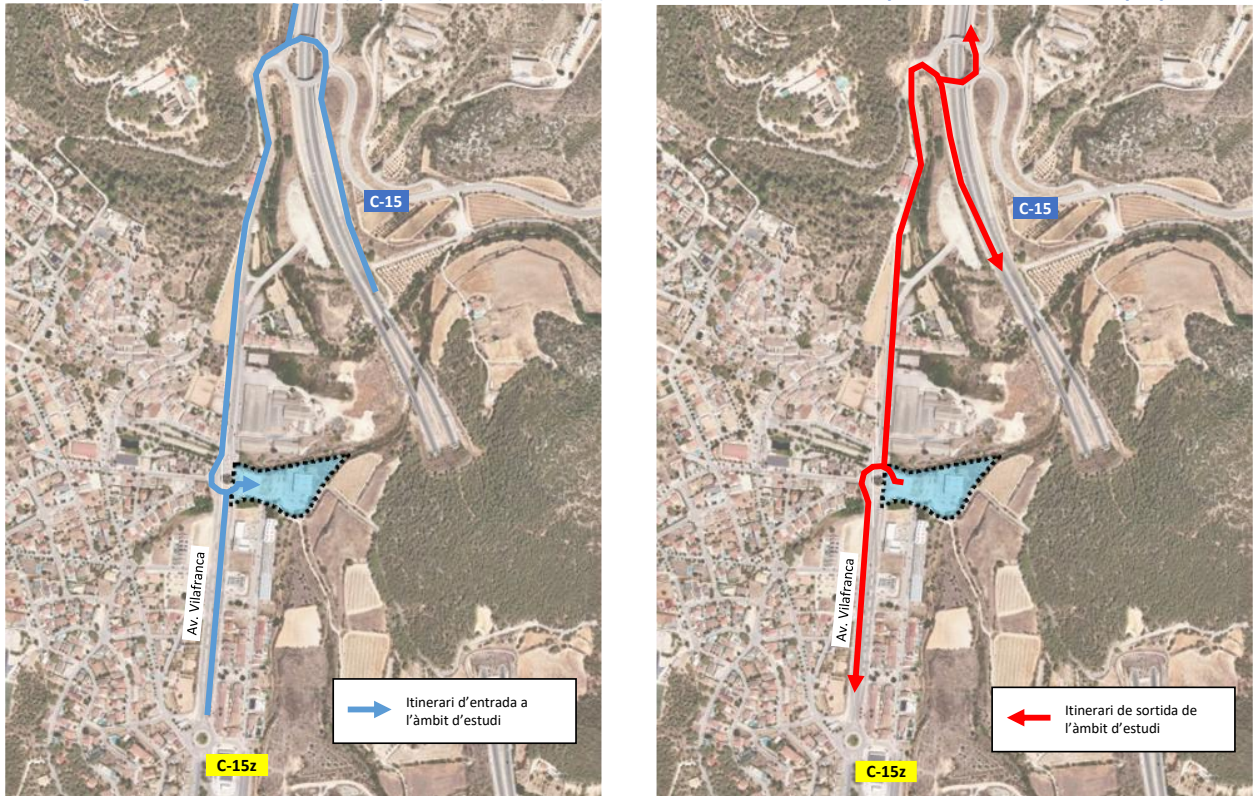 C-15
Av. Vilafranca
Itinerari d'entrada a
l'àmbit d'estudi
C-15z
C-15
Av. Vilafranca
Itinerari de sortida de
l'àmbit d'estudi
C-15z